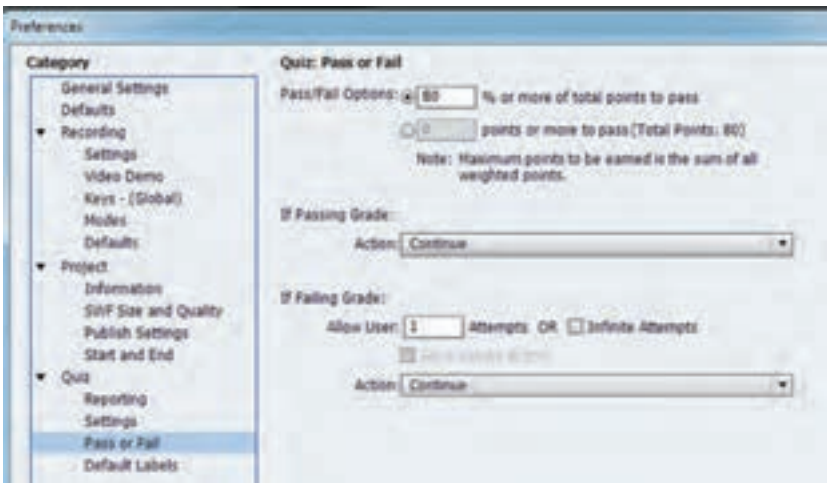 Preferences
Category
General Settings
Defaults
Recording
Settings
Video Demo
Keys - (Global)
Modes
Defaults
Project
Information
SWF Size and Quality
Publish Settings
Start and End
Quiz
Reporting
Settings
Pass or Fail
Default Labels
Quiz: Pass or Fail
Pass/Fail Options: 80 % or more of total points to pass
0 points or more to pass (Total Points: 80)
Note: Maximum points to be earned is the sum of all
weighted points.
If Passing Grade:
Action: Continue
If Failing Grade:
Allow User: 1 Attempts OR Infinite Attempts
Action: Continue